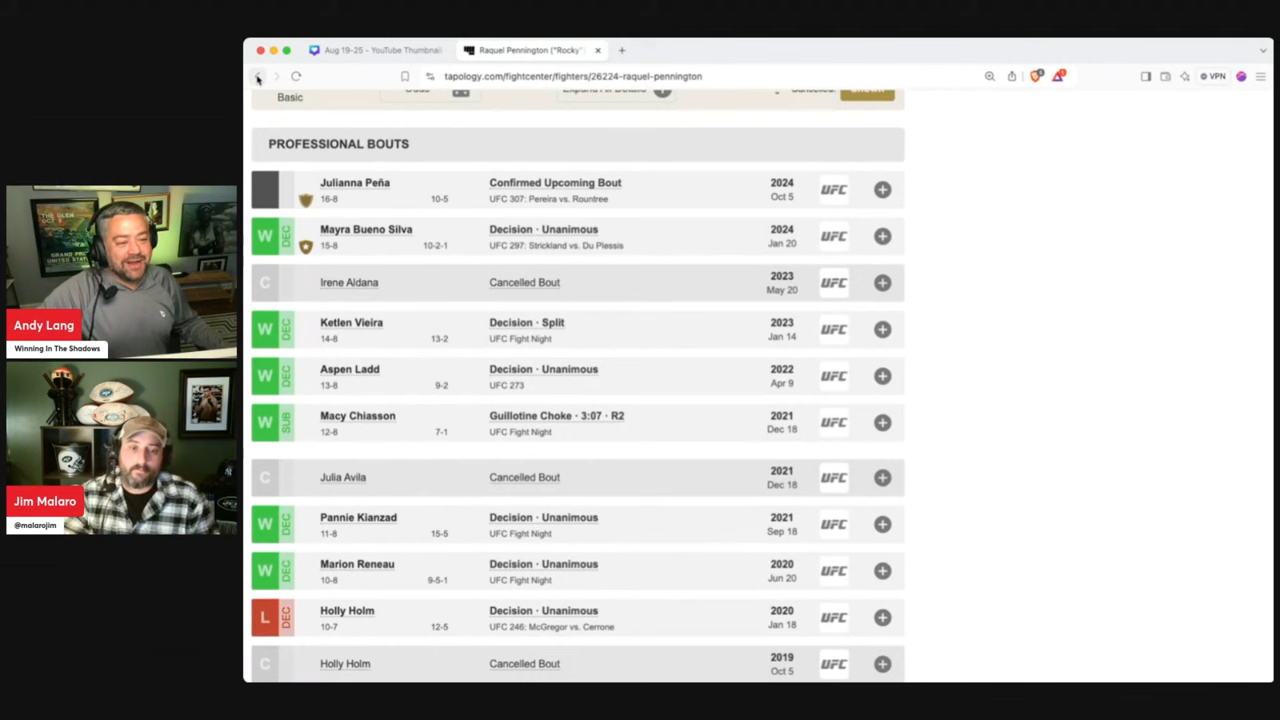 Aug 19-25 - YouTube Thumbnail
Raquel Pennington ("Rocky"
tapology.com/fightcenter/fighters/26224-raquel-pennington
VPN
Basic
PROFESSIONAL BOUTS
Julianna Peña Confirmed Upcoming Bout 2024
16-8 10-5 UFC 307: Pereira vs. Rountree Oct 5 UFC
W DEC Mayra Bueno Silva Decision · Unanimous 2024
15-8 10-2-1 UFC 297: Strickland vs. Du Plessis Jan 20 UFC
C Irene Aldana Cancelled Bout 2023
May 20 UFC
W DEC Ketlen Vieira Decision · Split 2023
14-8 13-2 UFC Fight Night Jan 14 UFC
W DEC Aspen Ladd Decision · Unanimous 2022
13-8 9-2 UFC 273 Apr 9 UFC
W SUB Macy Chiasson Guillotine Choke · 3:07 · R2 2021
12-8 7-1 UFC Fight Night Dec 18 UFC
C Julia Avila Cancelled Bout 2021
Dec 18 UFC
W DEC Pannie Kianzad Decision · Unanimous 2021
11-8 15-5 UFC Fight Night Sep 18 UFC
W DEC Marion Reneau Decision · Unanimous 2020
10-8 9-5-1 UFC Fight Night Jun 20 UFC
L DEC Holly Holm Decision · Unanimous 2020
10-7 12-5 UFC 246: McGregor vs. Cerrone Jan 18 UFC
C Holly Holm Cancelled Bout 2019
Oct 5 UFC
Andy Lang
Winning In The Shadows
Jim Malaro
@malarojim